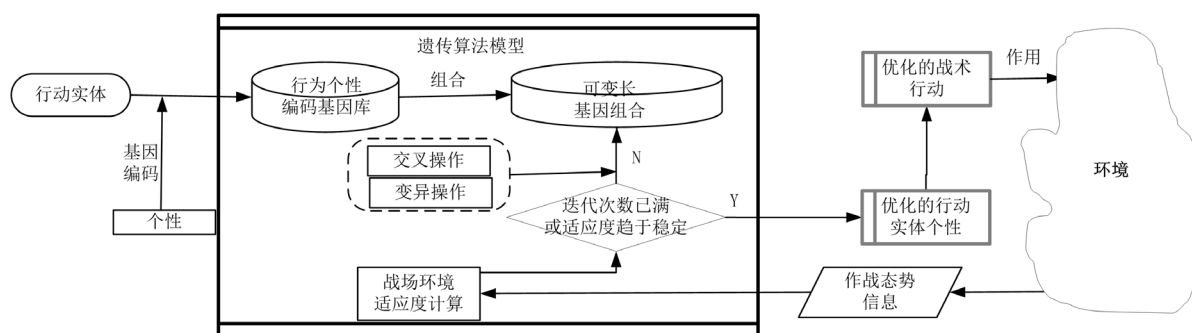 遗传算法模型
行动实体
行为个性
编码基因库
组合
可变长
基因组合
优化的战术
行动
作用
基因
编码
交叉操作
变异操作
N
环境
个性
迭代次数已满
或适应度趋于稳定
Y
优化的行动
实体个性
战场环境
适应度计算
作战态势
信息